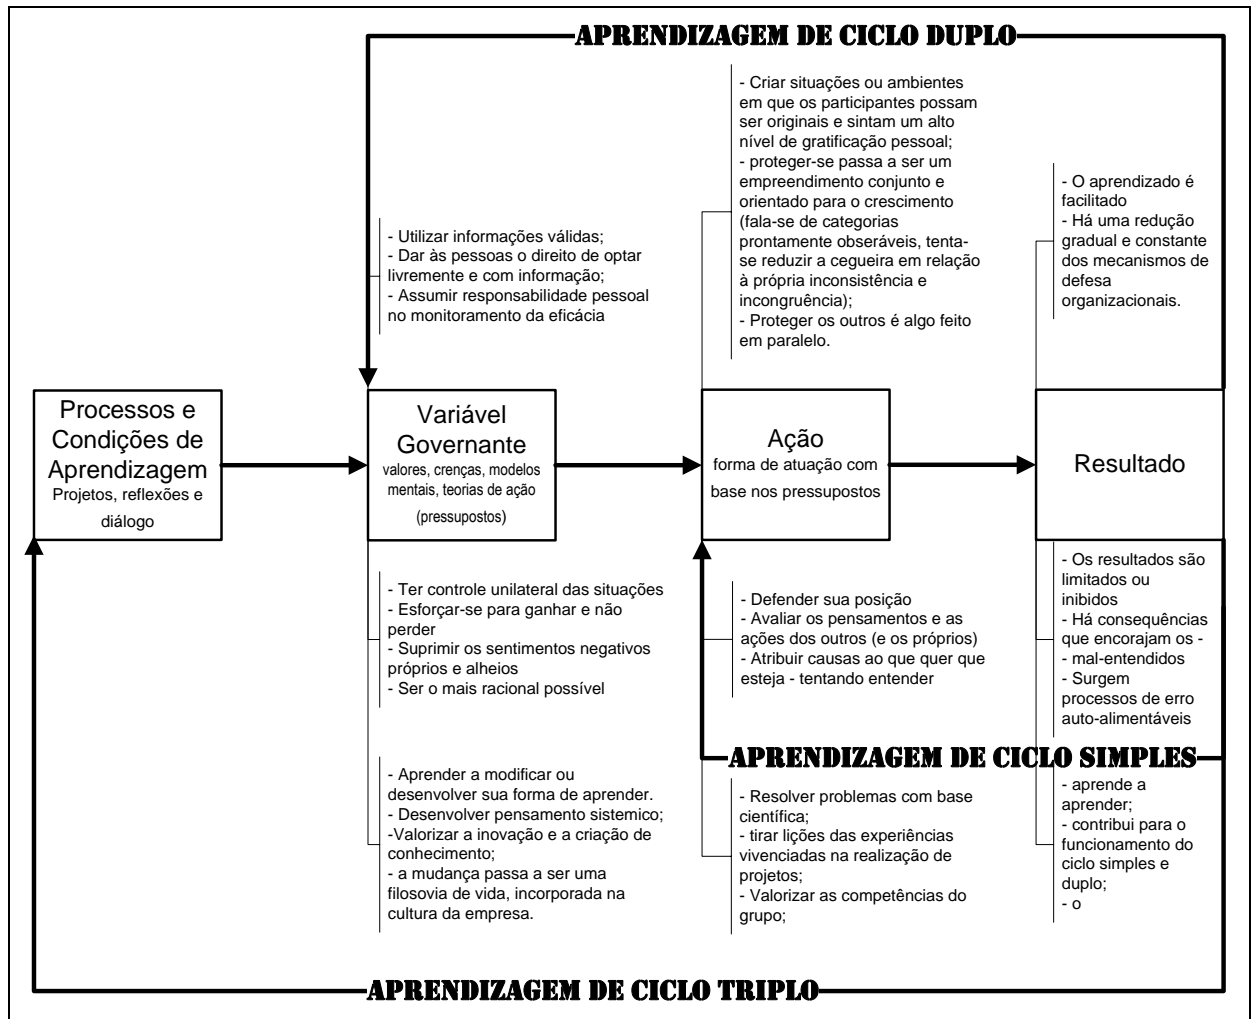 APRENDIZAGEM DE CICLO DUPLO
- Utilizar informações válidas;
- Dar às pessoas o direito de optar
livremente e com informação;
- Assumir responsabilidade pessoal
no monitoramento da eficácia
- Criar situações ou ambientes
em que os participantes possam
ser originais e sintam um alto
nível de gratificação pessoal;
- proteger-se passa a ser um
empreendimento conjunto e
orientado para o crescimento
(fala-se de categorias
prontamente obseráveis, tenta-
se reduzir a cegueira em relação
à própria inconsistência e
incongruência);
- Proteger os outros é algo feito
em paralelo.
- O aprendizado é
facilitado
- Há uma redução
gradual e constante
dos mecanismos de
defesa
organizacionais.
Processos e
Condições de
Aprendizagem
Projetos, reflexões e
diálogo
Variável
Governante
valores, crenças, modelos
mentais, teorias de ação
(pressupostos)
Ação
forma de atuação com
base nos pressupostos
Resultado
- Ter controle unilateral das situações
- Esforçar-se para ganhar e não
perder
- Suprimir os sentimentos negativos
próprios e alheios
- Ser o mais racional possível
- Defender sua posição
- Avaliar os pensamentos e as
ações dos outros (e os próprios)
- Atribuir causas ao que quer que
esteja - tentando entender
- Os resultados são
limitados ou
inibidos
- Há consequências
que encorajam os -
- mal-entendidos
- Surgem
processos de erro
auto-alimentáveis
APRENDIZAGEM DE CICLO SIMPLES
- Aprender a modificar ou
desenvolver sua forma de aprender.
- Desenvolver pensamento sistemico;
-Valorizar a inovação e a criação de
conhecimento;
- a mudança passa a ser uma
filosovia de vida, incorporada na
cultura da empresa.
- Resolver problemas com base
científica;
- tirar lições das experiências
vivenciadas na realização de
projetos;
- Valorizar as competências do
grupo;
- aprende a
aprender;
- contribui para o
funcionamento do
ciclo simples e
duplo;
- o
APRENDIZAGEM DE CICLO TRIPLO